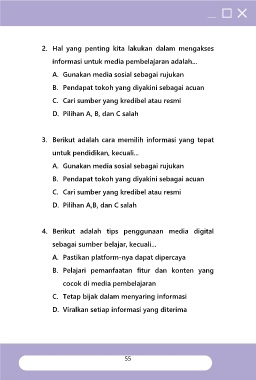 2. Hal yang penting kita lakukan dalam mengakses
informasi untuk media pembelajaran adalah...
A. Gunakan media sosial sebagai rujukan
B. Pendapat tokoh yang diyakini sebagai acuan
C. Cari sumber yang kredibel atau resmi
D. Pilihan A, B, dan C salah
3. Berikut adalah cara memilih informasi yang tepat
untuk pendidikan, kecuali...
A. Gunakan media sosial sebagai rujukan
B. Pendapat tokoh yang diyakini sebagai acuan
C. Cari sumber yang kredibel atau resmi
D. Pilihan A,B, dan C salah
4. Berikut adalah tips penggunaan media digital
sebagai sumber belajar, kecuali...
A. Pastikan platform-nya dapat dipercaya
B. Pelajari pemanfaatan fitur dan konten yang
cocok di media pembelajaran
C. Tetap bijak dalam menyaring informasi
D. Viralkan setiap informasi yang diterima
55